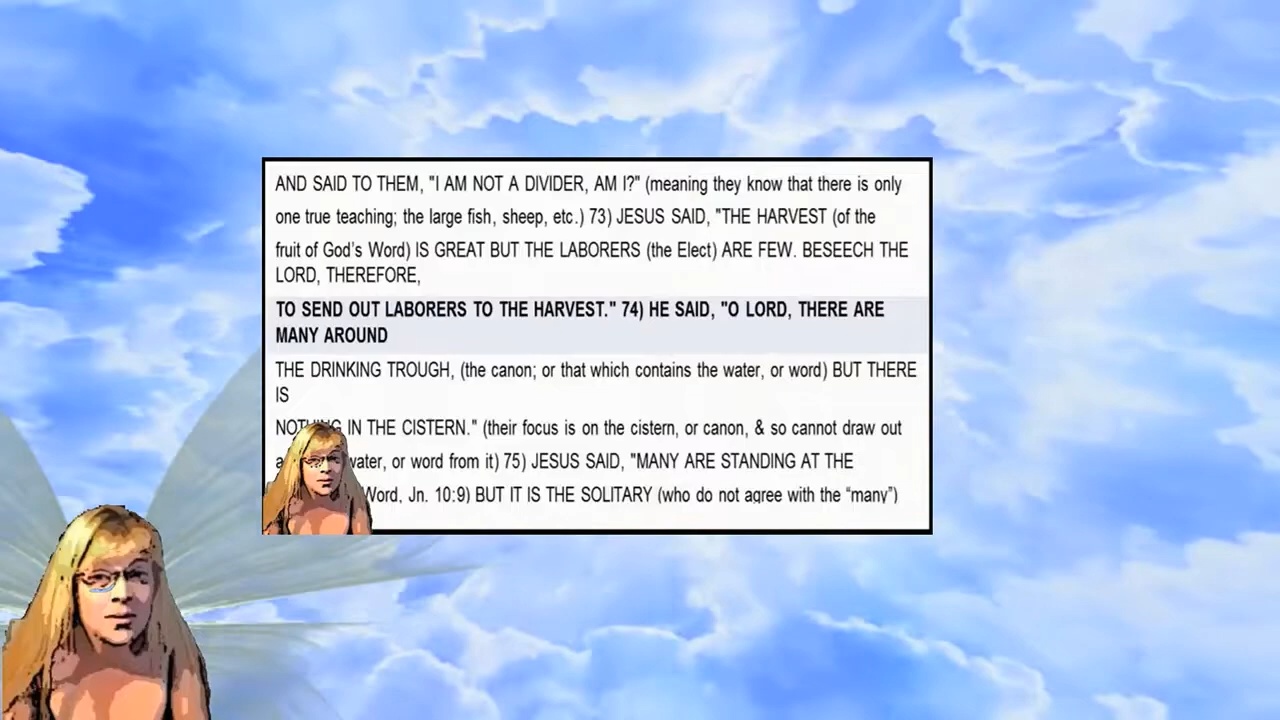 AND SAID TO THEM, "I AM NOT A DIVIDER, AM I?" (meaning they know that there is only
one true teaching; the large fish, sheep, etc.) 73) JESUS SAID, "THE HARVEST (of the
fruit of God’s Word) IS GREAT BUT THE LABORERS (the Elect) ARE FEW. BESEECH THE
LORD, THEREFORE,
TO SEND OUT LABORERS TO THE HARVEST." 74) HE SAID, "O LORD, THERE ARE
MANY AROUND
THE DRINKING TROUGH, (the canon; or that which contains the water, or word) BUT THERE
IS
NOTHING IN THE CISTERN." (their focus is on the cistern, or canon, & so cannot draw out
water, or word from it) 75) JESUS SAID, "MANY ARE STANDING AT THE
Word, Jn. 10:9) BUT IT IS THE SOLITARY (who do not agree with the “many”)